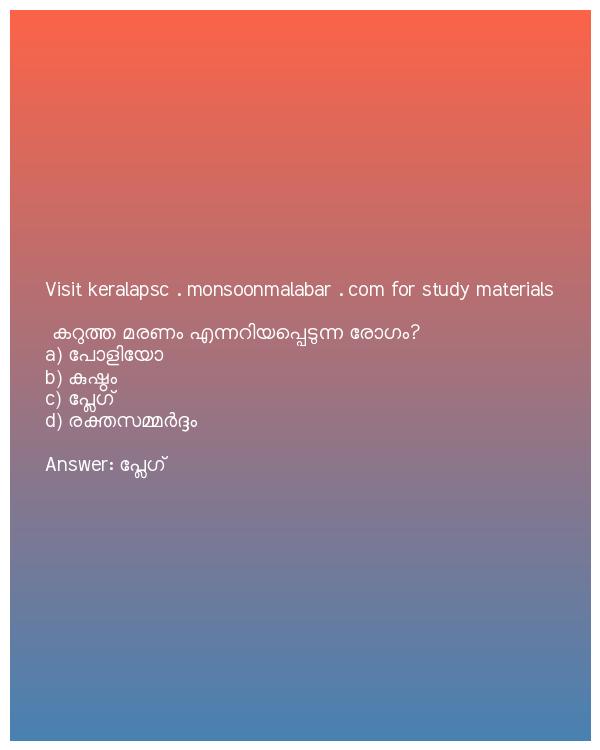 Visit keralapsc . monsoonmalabar . com for study materials
കറുത്ത മരണം എന്നറിയപ്പെടുന്ന രോഗം?
a) പോളിയോ
b) കുഷ്ഠം
c) പ്ലേഗ്
d) രക്തസമ്മർദ്ദം
Answer: പ്ലേഗ്